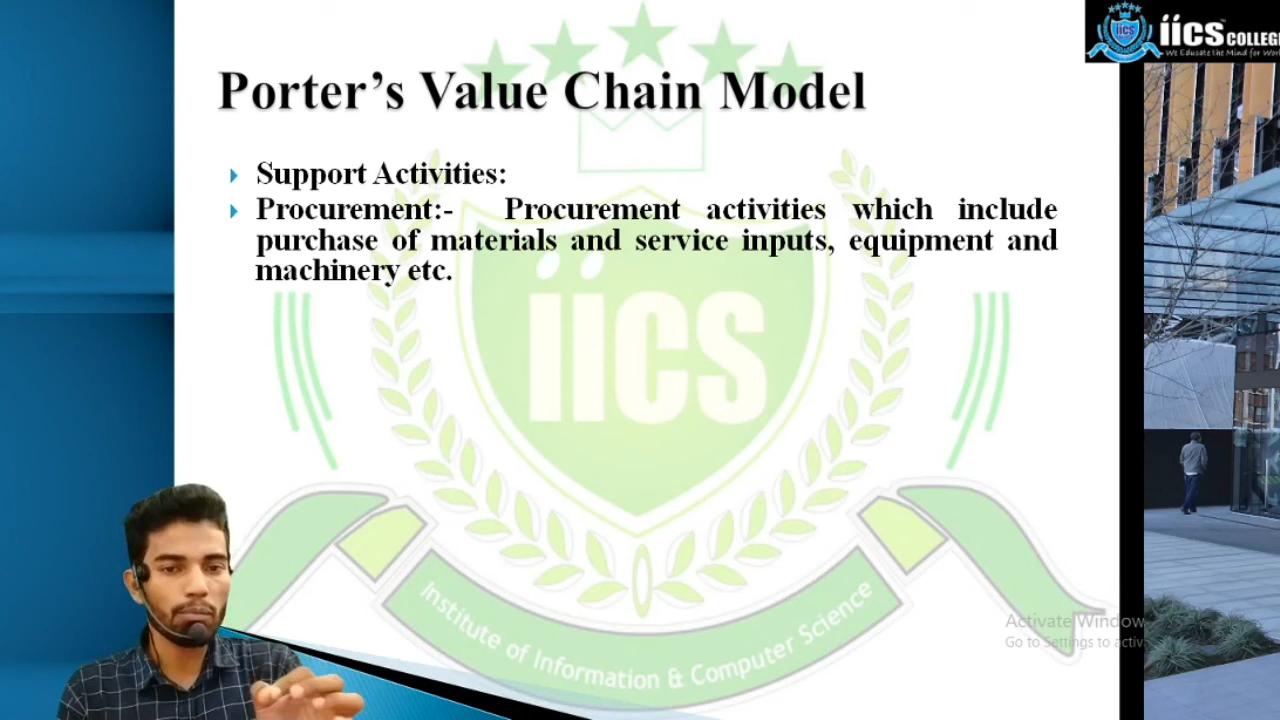 iiCS COLLEGE
We Educate the Mind for Wor
Porter's Value Chain Model
Support Activities:
Procurement:- Procurement activities which include
purchase of materials and service inputs, equipment and
machinery etc.
iiCS
Institute of Information & Computer Science
Activate Window
Go to Settings to activ